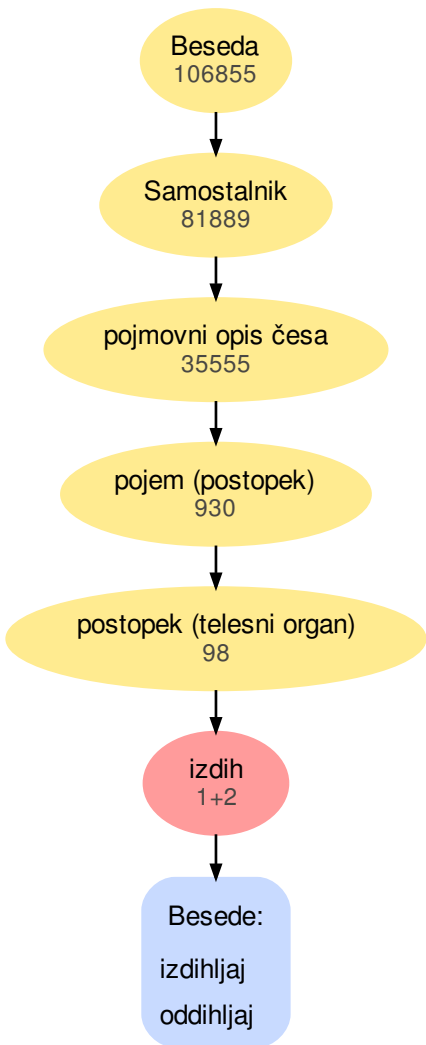 Beseda
106855
Samostalnik
81889
pojmovni opis česa
35555
pojem (postopek)
930
postopek (telesni organ)
98
izdih
1+2
Besede:
izdihljaj
oddihljaj